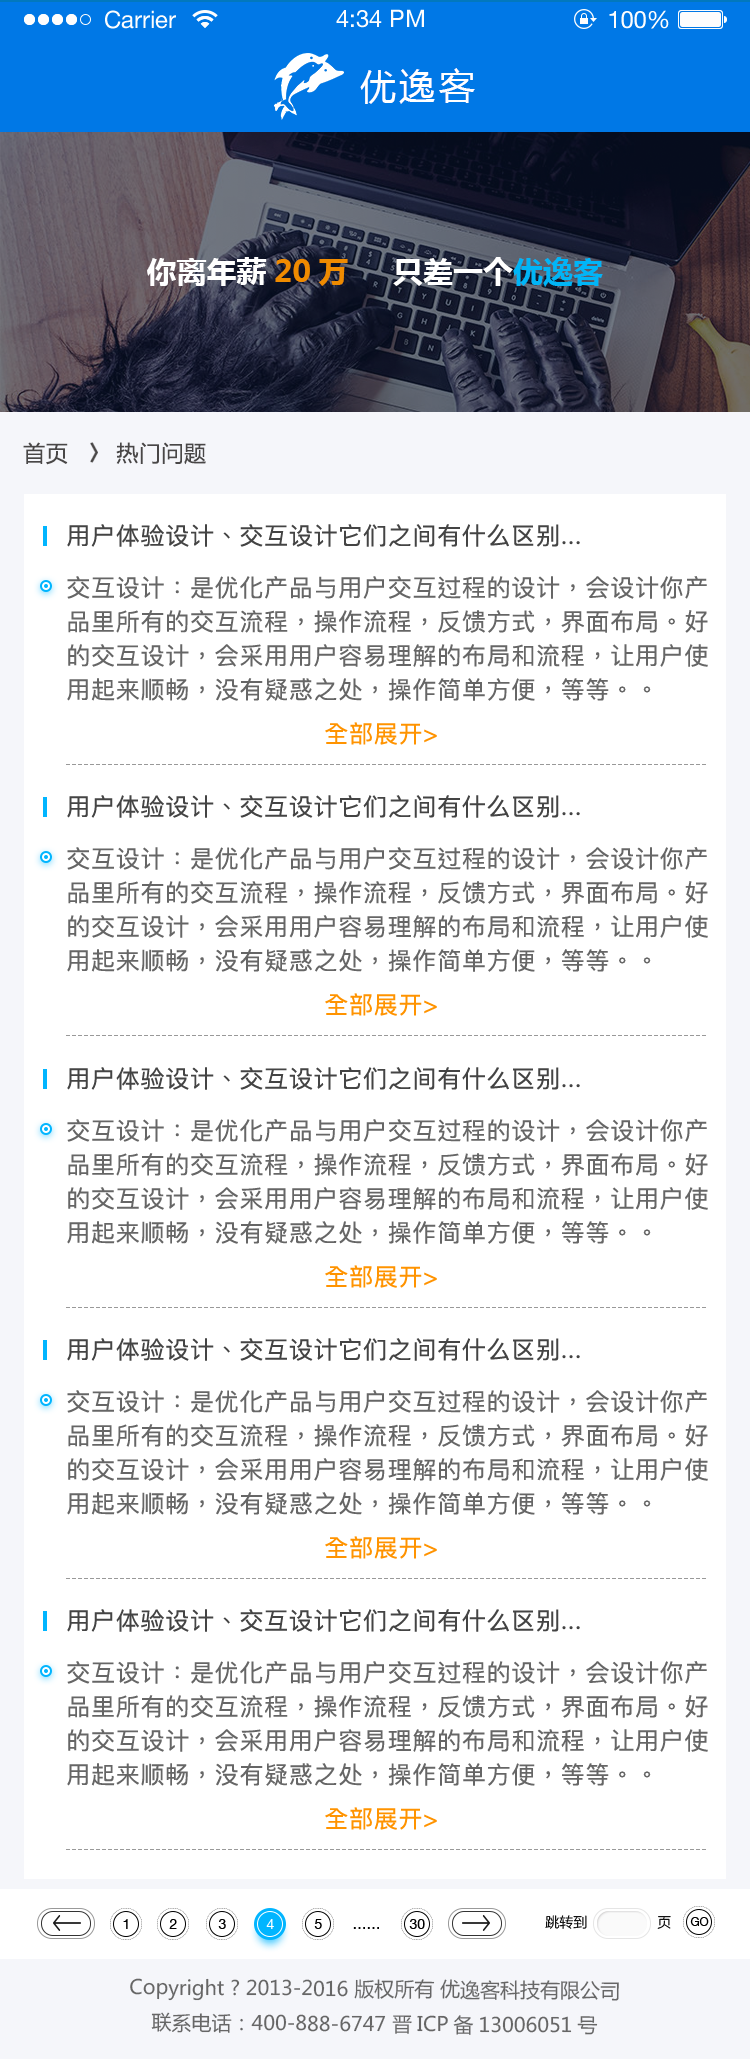 Carrier 4:34 PM 100%
优逸客
你离年薪 20 万 只差一个优逸客
首页 > 热门问题
用户体验设计、交互设计它们之间有什么区别...
交互设计：是优化产品与用户交互过程的设计，会设计你产
品里所有的交互流程，操作流程，反馈方式，界面布局。好
的交互设计，会采用用户容易理解的布局和流程，让用户使
用起来顺畅，没有疑惑之处，操作简单方便，等等。。
全部展开>
用户体验设计、交互设计它们之间有什么区别...
交互设计：是优化产品与用户交互过程的设计，会设计你产
品里所有的交互流程，操作流程，反馈方式，界面布局。好
的交互设计，会采用用户容易理解的布局和流程，让用户使
用起来顺畅，没有疑惑之处，操作简单方便，等等。。
全部展开>
用户体验设计、交互设计它们之间有什么区别...
交互设计：是优化产品与用户交互过程的设计，会设计你产
品里所有的交互流程，操作流程，反馈方式，界面布局。好
的交互设计，会采用用户容易理解的布局和流程，让用户使
用起来顺畅，没有疑惑之处，操作简单方便，等等。。
全部展开>
用户体验设计、交互设计它们之间有什么区别...
交互设计：是优化产品与用户交互过程的设计，会设计你产
品里所有的交互流程，操作流程，反馈方式，界面布局。好
的交互设计，会采用用户容易理解的布局和流程，让用户使
用起来顺畅，没有疑惑之处，操作简单方便，等等。。
全部展开>
用户体验设计、交互设计它们之间有什么区别...
交互设计：是优化产品与用户交互过程的设计，会设计你产
品里所有的交互流程，操作流程，反馈方式，界面布局。好
的交互设计，会采用用户容易理解的布局和流程，让用户使
用起来顺畅，没有疑惑之处，操作简单方便，等等。。
全部展开>
1 2 3 4 5 ...... 30 跳转到 页 GO
Copyright ? 2013-2016 版权所有 优逸客科技有限公司
联系电话：400-888-6747 晋 ICP 备 13006051 号